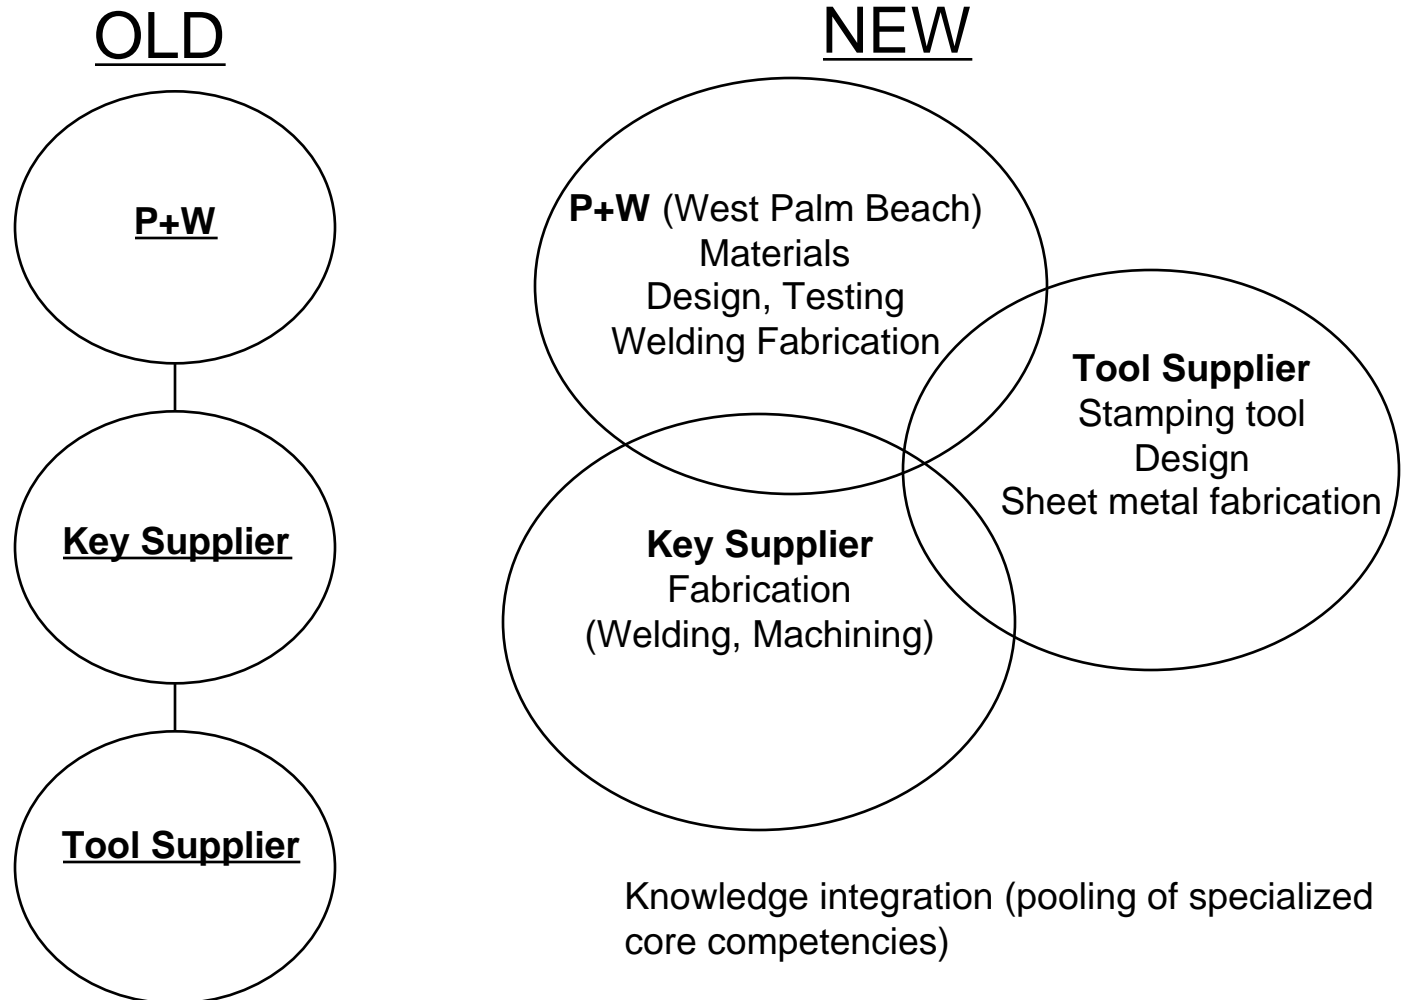 OLD
P+W
Key Supplier
Tool Supplier
NEW
P+W (West Palm Beach)
Materials
Design, Testing
Welding Fabrication
Tool Supplier
Stamping tool
Design
Sheet metal fabrication
Key Supplier
Fabrication
(Welding, Machining)
Knowledge integration (pooling of specialized
core competencies)